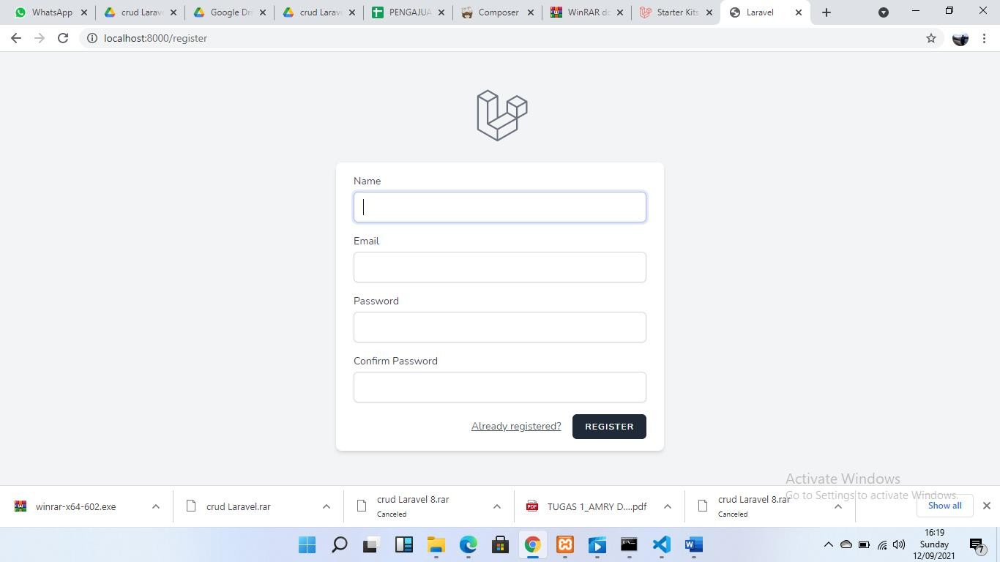 WhatsApp
crud Larav
Google Dri
crud Larav
PENGAJUA
Composer
WinRAR do
Starter Kits
Laravel
localhost:8000/register
Name
Email
Password
Confirm Password
Already registered? REGISTER
Activate Windows
Go to Settings to activate Windows.
winrar-x64-602.exe
crud Laravel.rar
crud Laravel 8.rar
Canceled
TUGAS 1_AMRY D....pdf
crud Laravel 8.rar
Canceled
Show all
16:19
Sunday
12/09/2021
7